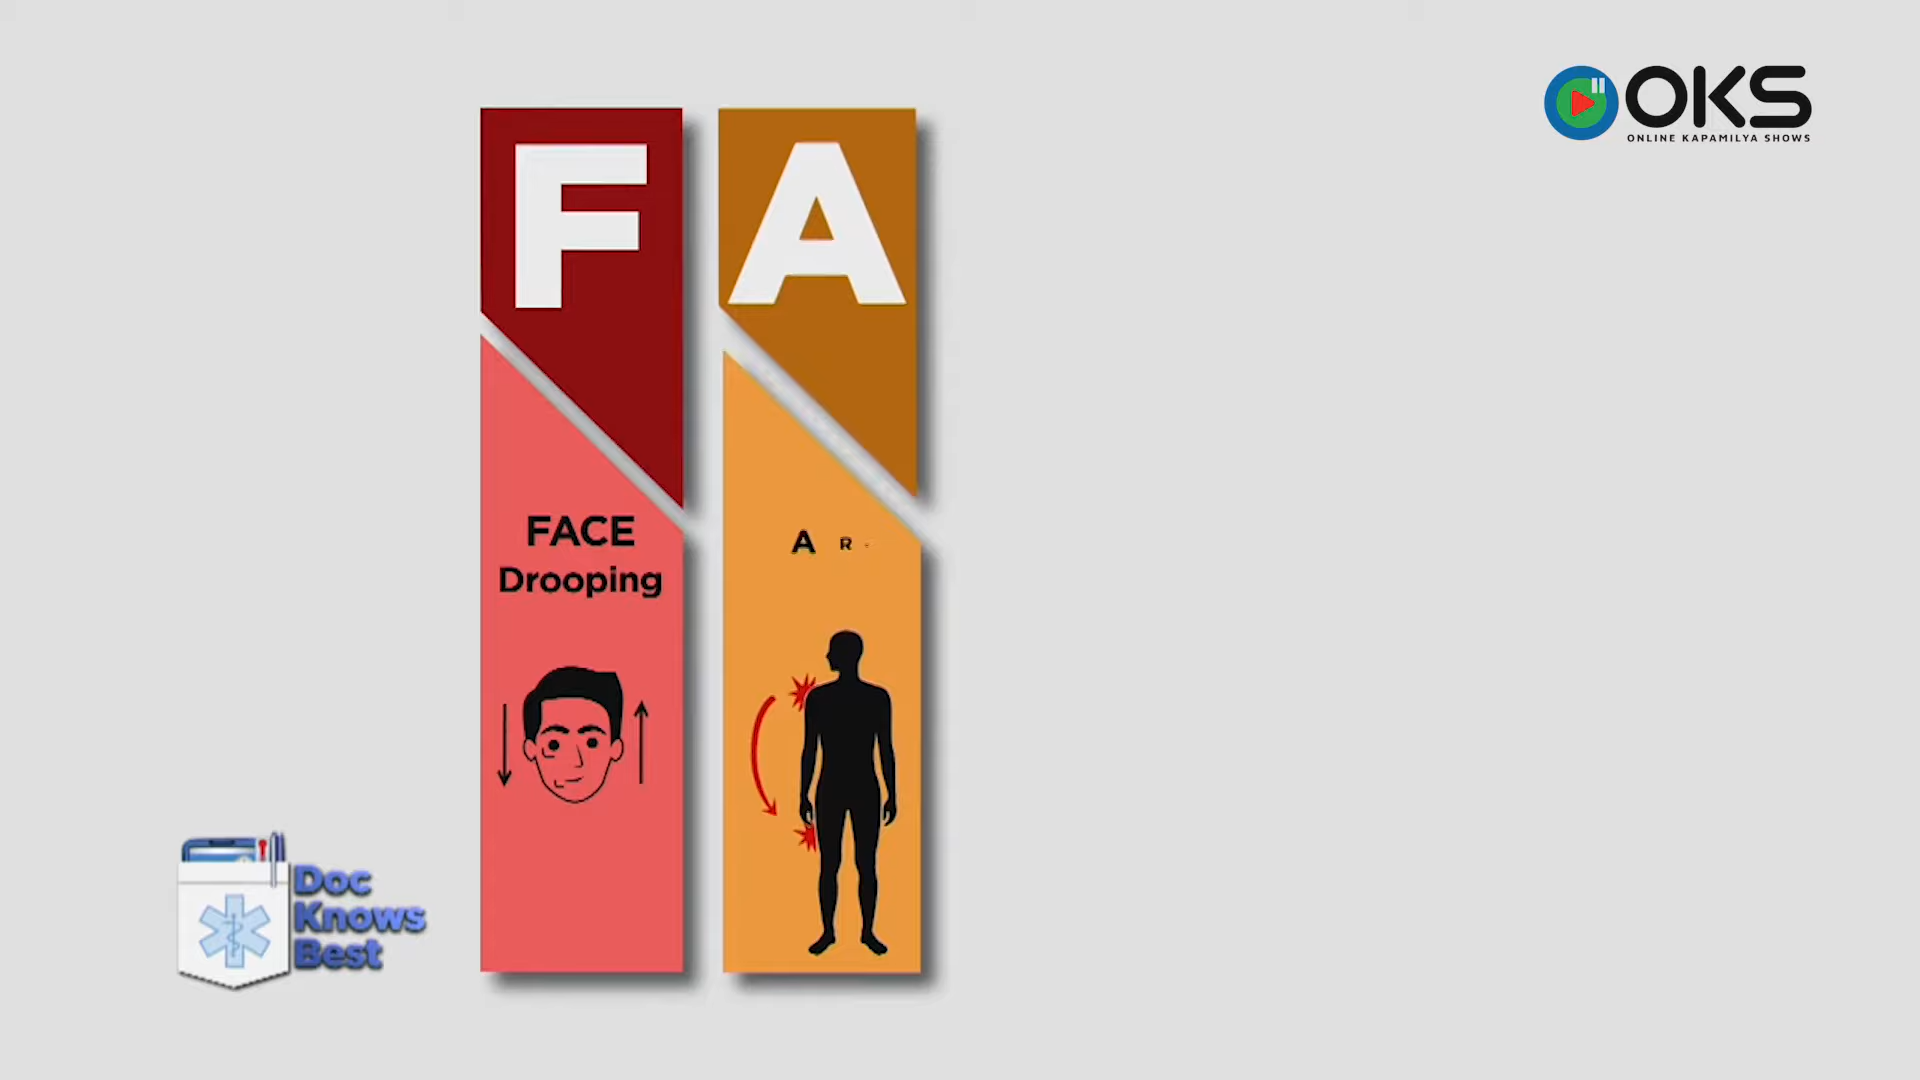 F
A
FACE
Drooping
A R
OKS
ONLINE KAPAMILYA SHOWS
Doc
Knows
Best